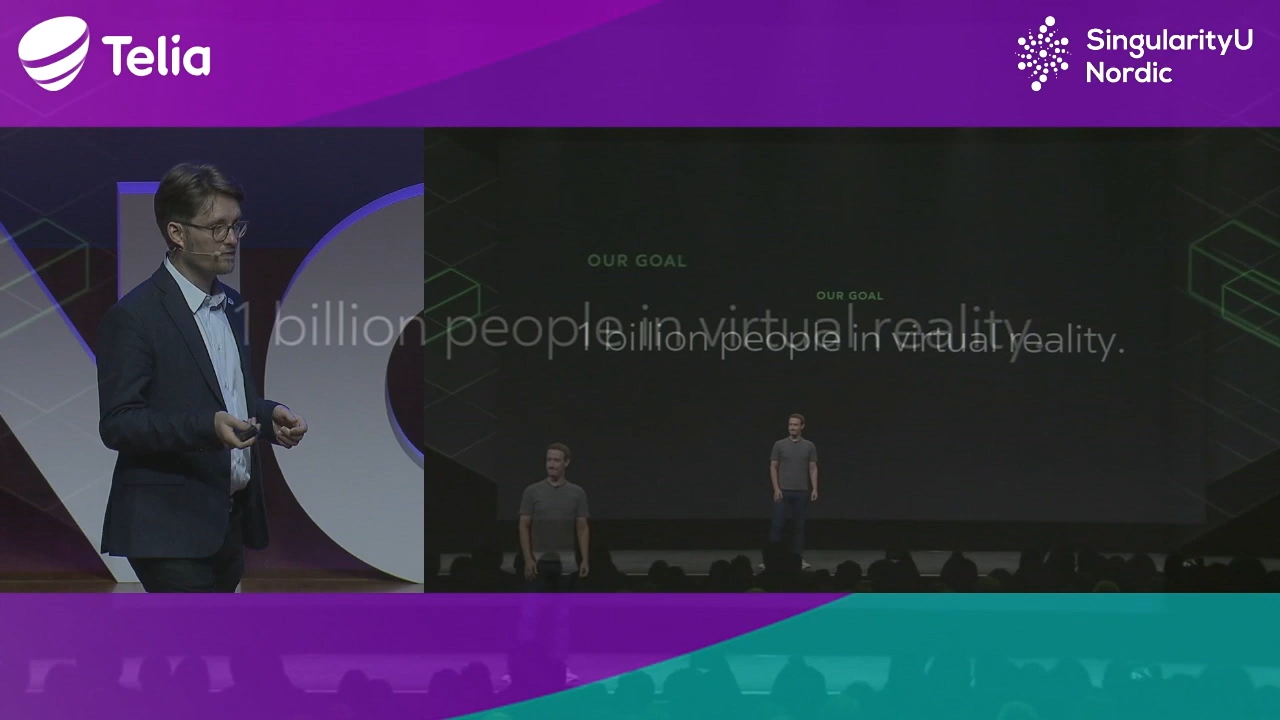 Telia
SingularityU
Nordic
OUR GOAL
OUR GOAL
1 billion people in virtual reality.
1 billion people in virtual reality.